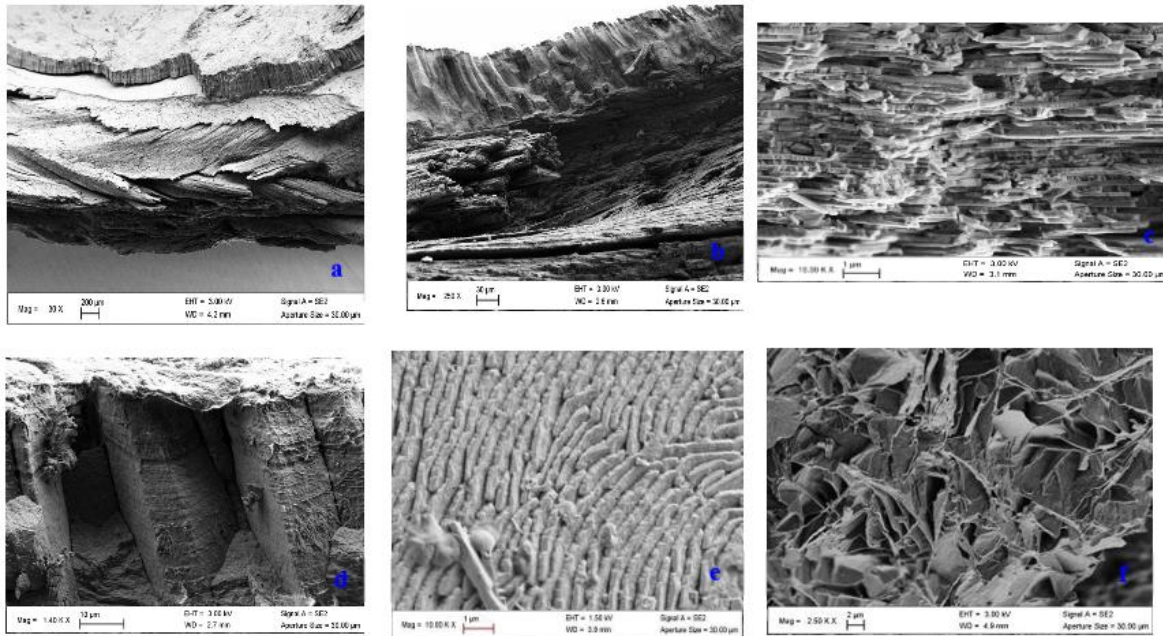 a
Mag = 30 X 200 µm EHT = 3.00 kV Signal A = SE2
WD = 4.2 mm Aperture Size = 30.00 µm
b
Mag = 250 X 30 µm EHT = 3.00 kV Signal A = SE2
WD = 3.6 mm Aperture Size = 30.00 µm
c
Mag = 10.00 K X 1 µm EHT = 3.00 kV Signal A = SE2
WD = 3.1 mm Aperture Size = 30.00 µm
d
Mag = 1.40 K X 10 µm EHT = 3.00 kV Signal A = SE2
WD = 2.7 mm Aperture Size = 30.00 µm
e
Mag = 10.00 K X 1 µm EHT = 1.50 kV Signal A = SE2
WD = 3.9 mm Aperture Size = 30.00 µm
f
Mag = 2.50 K X 2 µm EHT = 3.00 kV Signal A = SE2
WD = 4.9 mm Aperture Size = 30.00 µm